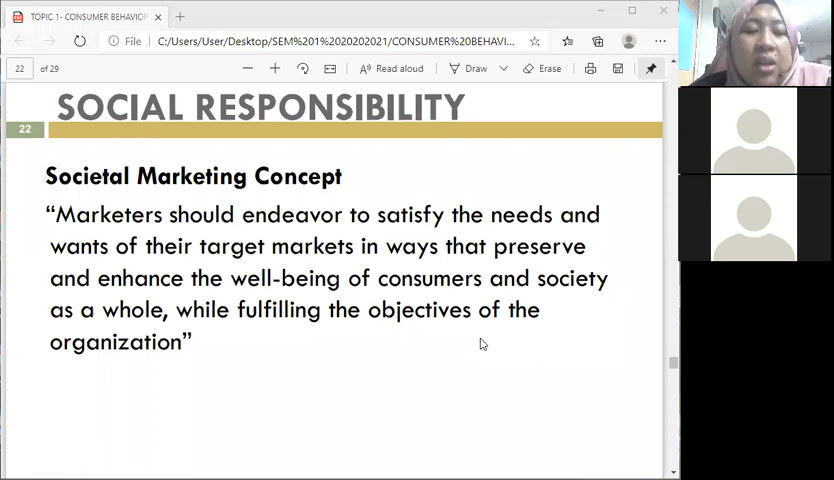 TOPIC 1- CONSUMER BEHAVIOR
File C:/Users/User/Desktop/SEM%201%2020202021/CONSUMER%20BEHAVI...
22 of 29 Read aloud Draw Erase
SOCIAL RESPONSIBILITY
22
Societal Marketing Concept
“Marketers should endeavor to satisfy the needs and
wants of their target markets in ways that preserve
and enhance the well-being of consumers and society
as a whole, while fulfilling the objectives of the
organization”